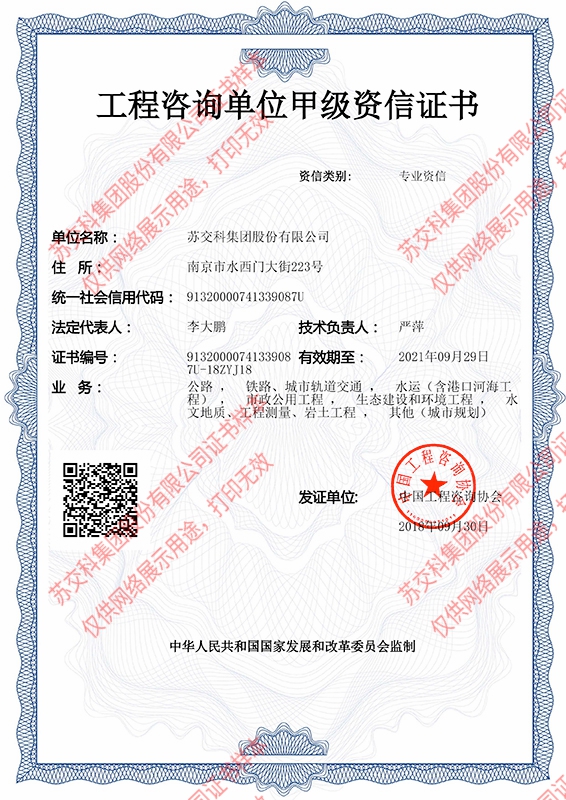 工程咨询单位甲级资信证书
资信类别： 专业资信
单位名称： 苏交科集团股份有限公司
住 所： 南京市水西门大街223号
统一社会信用代码： 91320000741339087U
法定代表人： 李大鹏 技术负责人： 严萍
证书编号： 9132000074133908 有效期至： 2021年09月29日
7U-18ZYJ18
业 务： 公路 ， 铁路、城市轨道交通 ， 水运（含港口河海工
程） ， 市政公用工程 ， 生态建设和环境工程 ， 水
文地质、工程测量、岩土工程 ， 其他（城市规划）
中国工程咨询协会
发证单位： 中国工程咨询协会
2018年09月30日
中华人民共和国国家发展和改革委员会监制
苏交科集团股份有限公司证书样本
仅供网络展示用途，打印无效
苏交科集团股份有限公司证书样本
仅供网络展示用途，打印无效
苏交科集团股份有限公司证书样本
仅供网络展示用途，打印无效
苏交科集团股份有限公司证书样本
仅供网络展示用途，打印无效